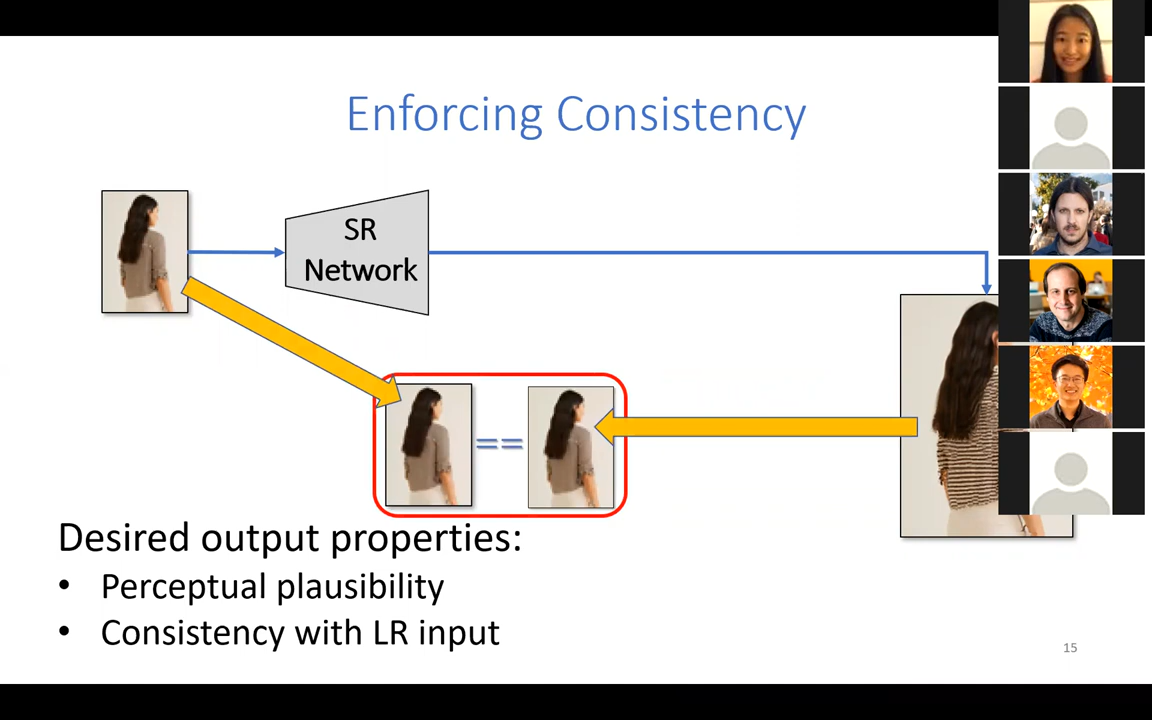 Enforcing Consistency
SR
Network
==
Desired output properties:
• Perceptual plausibility
• Consistency with LR input
15